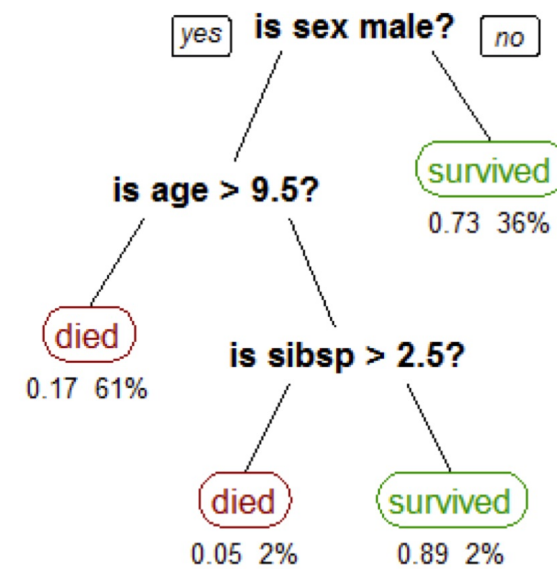 yes is sex male? no
survived
is age > 9.5?
0.73 36%
died
is sibsp > 2.5?
0.17 61%
died survived
0.05 2% 0.89 2%